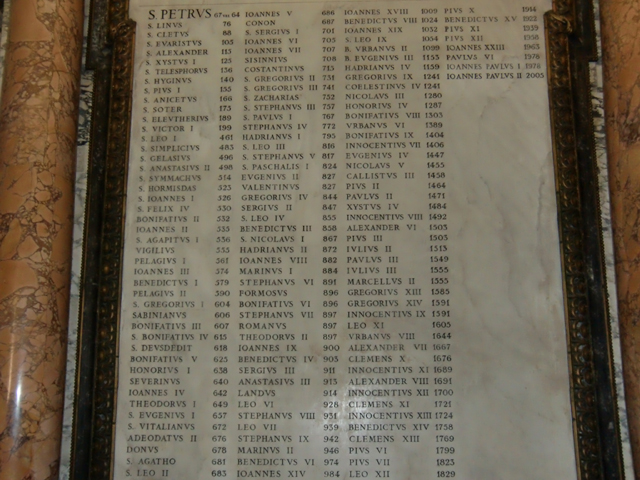 S. PETRVS 67 OR 64
S. LINVS 76
S. CLETVS 88
S. EVARISTVS 105
S. ALEXANDER 115
S. XYSTVS I 125
S. TELESPHORVS 136
S. HYGINVS 140
S. PIVS I 155
S. ANICETVS 166
S. SOTER 175
S. ELEVTHERIVS 189
S. VICTOR I 199
S. LEO I 461
S. SIMPLICIVS 483
S. GELASIVS 496
S. ANASTASIVS II 498
S. SYMMACHVS 514
S. HORMISDAS 523
S. IOANNES I 526
S. FELIX IV 530
BONIFATIVS II 532
IOANNES II 535
S. AGAPITVS I 536
VIGILIVS 555
PELAGIVS I 561
IOANNES III 574
BENEDICTVS I 579
PELAGIVS II 590
S. GREGORIVS I 604
SABINIANVS 606
BONIFATIVS III 607
S. BONIFATIVS IV 615
S. DEVSDEDIT 618
BONIFATIVS V 625
HONORIVS I 638
SEVERINVS 640
IOANNES IV 642
THEODORVS I 649
S. EVGENIVS I 657
S. VITALIANVS 672
ADEODATVS II 676
DONVS 678
S. AGATHO 681
S. LEO II 683
IOANNES V 686
CONON 687
S. SERGIVS I 701
IOANNES VI 705
IOANNES VII 707
SISINNIVS 708
COSTANTINVS 715
S. GREGORIVS II 731
S. GREGORIVS III 741
S. ZACHARIAS 752
STEPHANVS III 757
S. PAVLVS I 767
STEPHANVS IV 772
HADRIANVS I 795
S. LEO III 816
S. STEPHANVS V 817
S. PASCHALIS I 824
EVGENIVS II 827
VALENTINVS 827
GREGORIVS IV 844
SERGIVS II 847
S. LEO IV 855
BENEDICTVS III 858
S. NICOLAVS I 867
HADRIANVS II 872
IOANNES VIII 882
MARINVS I 884
STEPHANVS VI 891
FORMOSVS 896
BONIFATIVS VI 896
STEPHANVS VII 897
ROMANVS 897
THEODORVS II 897
IOANNES IX 900
BENEDICTVS IV 903
SERGIVS III 911
ANASTASIVS III 913
LANDVS 914
LEO VI 928
STEPHANVS VIII 931
LEO VII 939
STEPHANVS IX 942
MARINVS II 946
BENEDICTVS VI 974
IOANNES XIV 984
IOANNES XVIII 1009
BENEDICTVS VIII 1024
IOANNES XIX 1032
S. LEO IX 1054
B. VRBANVS II 1099
B. EVGENIVS III 1153
HADRIANVS IV 1159
GREGORIVS IX 1241
COELESTINVS IV 1241
NICOLAVS III 1280
HONORIVS IV 1287
BONIFATIVS VIII 1303
VRBANVS VI 1389
BONIFATIVS IX 1404
INNOCENTIVS VII 1406
EVGENIVS IV 1447
NICOLAVS V 1455
CALLISTVS III 1458
PIVS II 1464
PAVLVS II 1471
XYSTVS IV 1484
INNOCENTIVS VIII 1492
ALEXANDER VI 1503
PIVS III 1503
IVLIVS II 1513
PAVLVS III 1549
IVLIVS III 1555
MARCELLVS II 1555
GREGORIVS XIII 1585
GREGORIVS XIV 1591
INNOCENTIVS IX 1591
LEO XI 1605
VRBANVS VIII 1644
ALEXANDER VII 1667
CLEMENS X 1676
INNOCENTIVS XI 1689
ALEXANDER VIII 1691
INNOCENTIVS XII 1700
CLEMENS XI 1721
INNOCENTIVS XIII 1724
BENEDICTVS XIV 1758
CLEMENS XIII 1769
PIVS VI 1799
PIVS VII 1823
LEO XII 1829
PIVS X 1914
BENEDICTVS XV 1922
PIVS XI 1939
PIVS XII 1958
IOANNES XXIII 1963
PAVLVS VI 1978
IOANNES PAVLVS I 1978
IOANNES PAVLVS II 2005